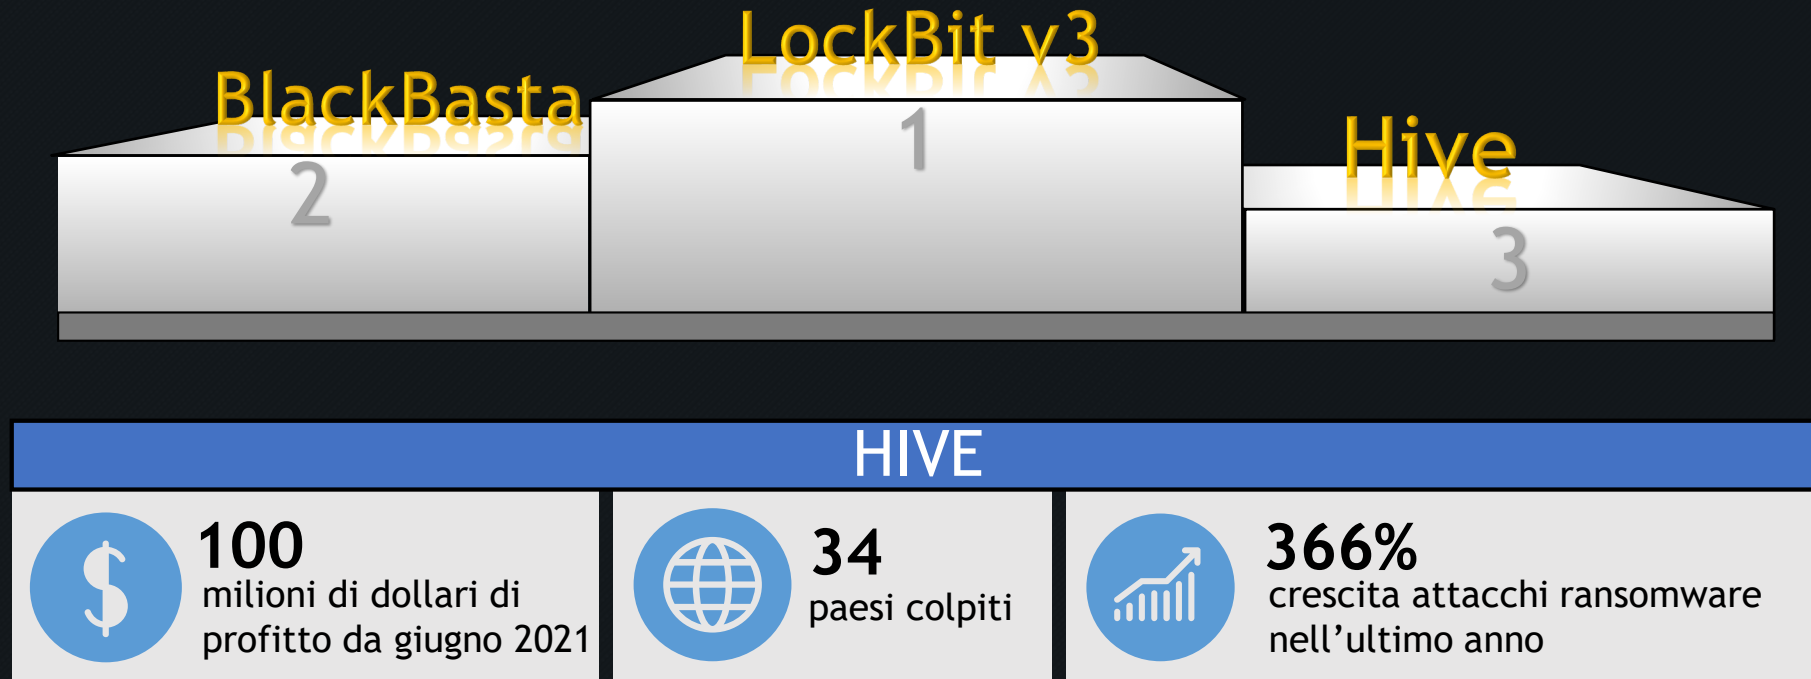 LockBit v3
BlackBasta
Hive
1
2
3
HIVE
100
milioni di dollari di
profitto da giugno 2021
34
paesi colpiti
366%
crescita attacchi ransomware
nell’ultimo anno